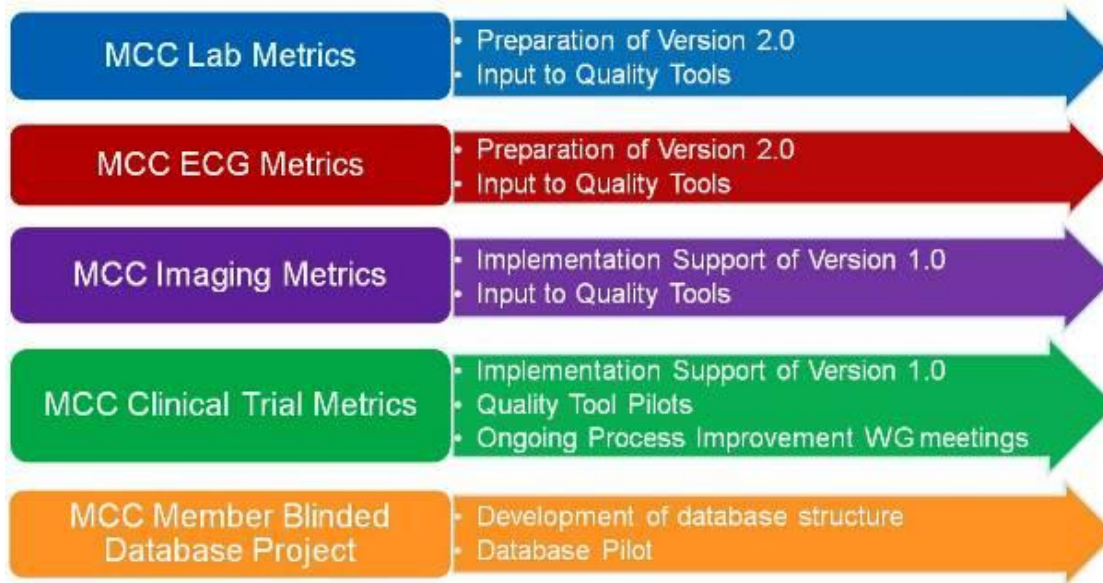 MCC Lab Metrics
• Preparation of Version 2.0
• Input to Quality Tools
MCC ECG Metrics
• Preparation of Version 2.0
• Input to Quality Tools
MCC Imaging Metrics
• Implementation Support of Version 1.0
• Input to Quality Tools
MCC Clinical Trial Metrics
• Implementation Support of Version 1.0
• Quality Tool Pilots
• Ongoing Process Improvement WG meetings
MCC Member Blinded
Database Project
• Development of database structure
• Database Pilot